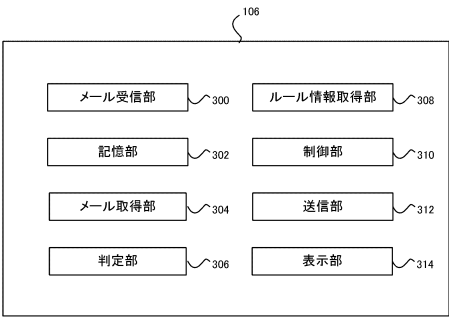 106
メール受信部 300
ルール情報取得部 308
記憶部 302
制御部 310
メール取得部 304
送信部 312
判定部 306
表示部 314